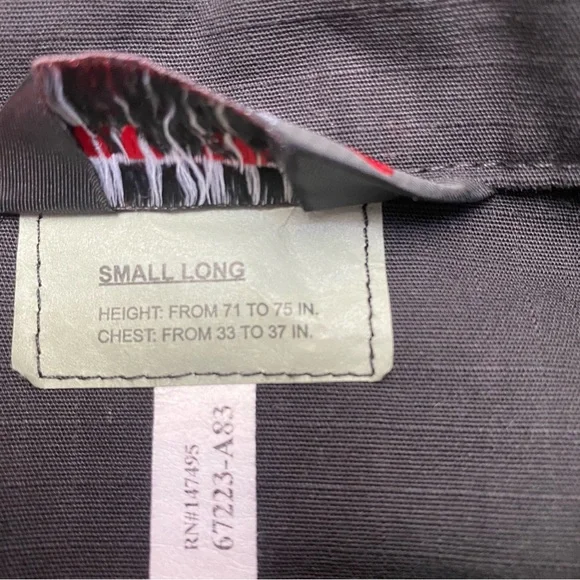 SMALL LONG
HEIGHT: FROM 71 TO 75 IN.
CHEST: FROM 33 TO 37 IN.
RN#147495
67223-A83